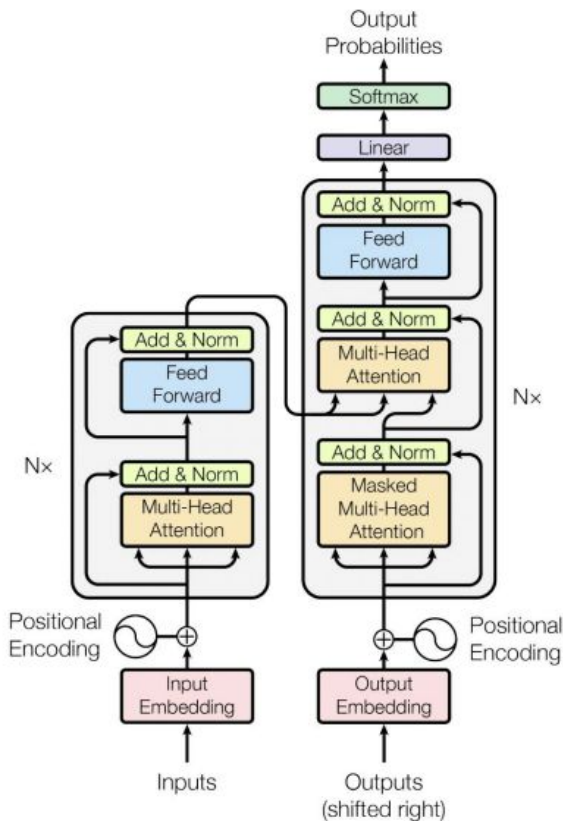 Output
Probabilities
Softmax
Linear
Add & Norm
Feed
Forward
Add & Norm
Multi-Head
Attention
Nx
Add & Norm
Masked
Multi-Head
Attention
Add & Norm
Feed
Forward
Nx
Add & Norm
Multi-Head
Attention
Positional
Encoding
Positional
Encoding
Input
Embedding
Output
Embedding
Inputs
Outputs
(shifted right)